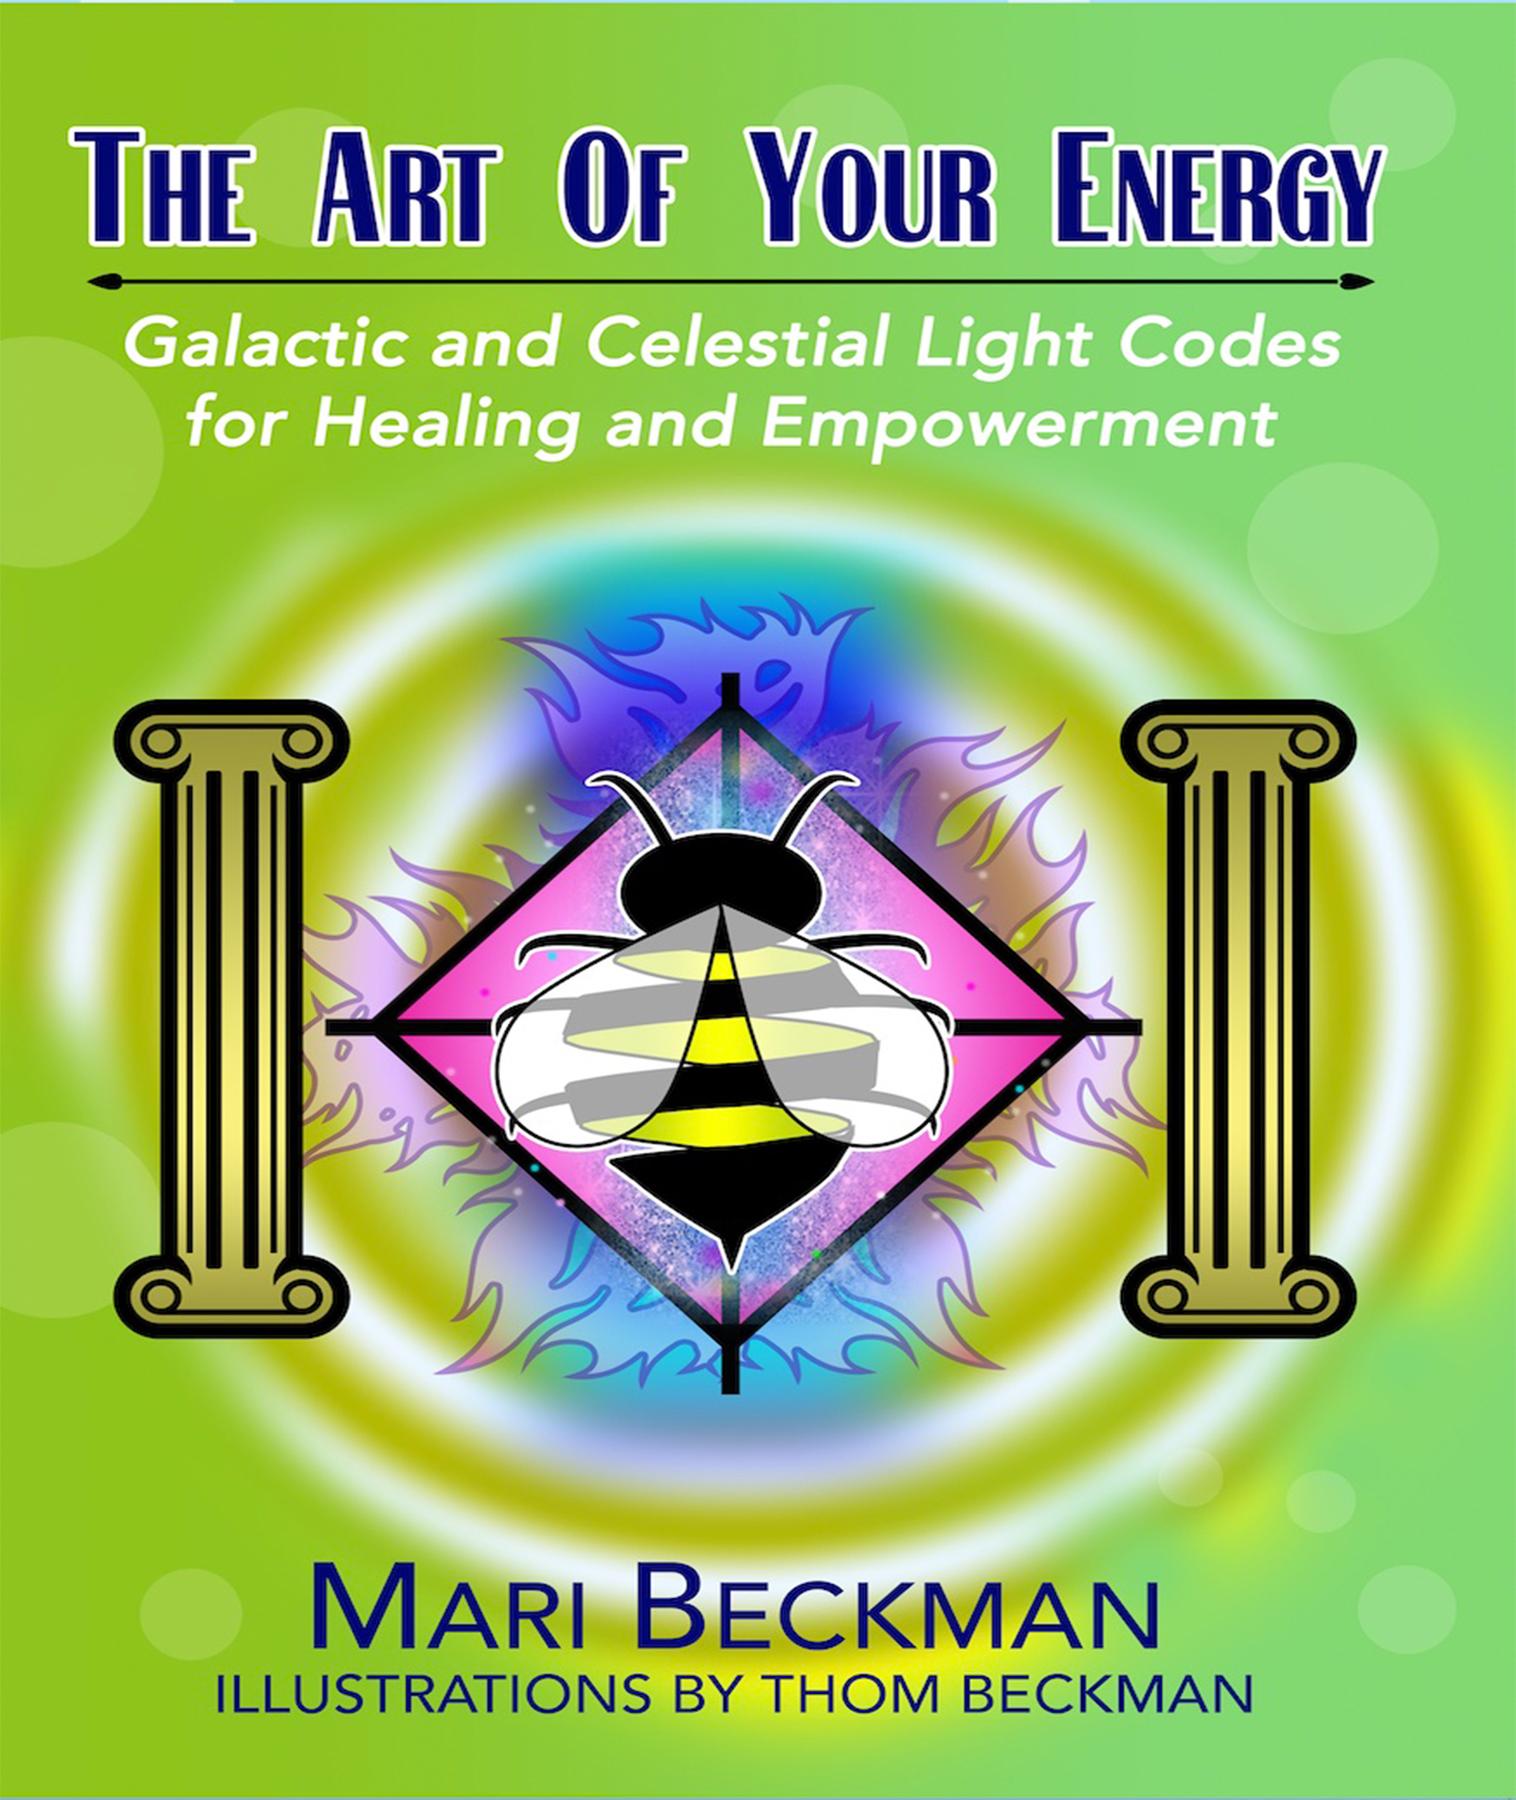 The Art Of Your Energy
Galactic and Celestial Light Codes
for Healing and Empowerment
Mari Beckman
ILLUSTRATIONS BY THOM BECKMAN